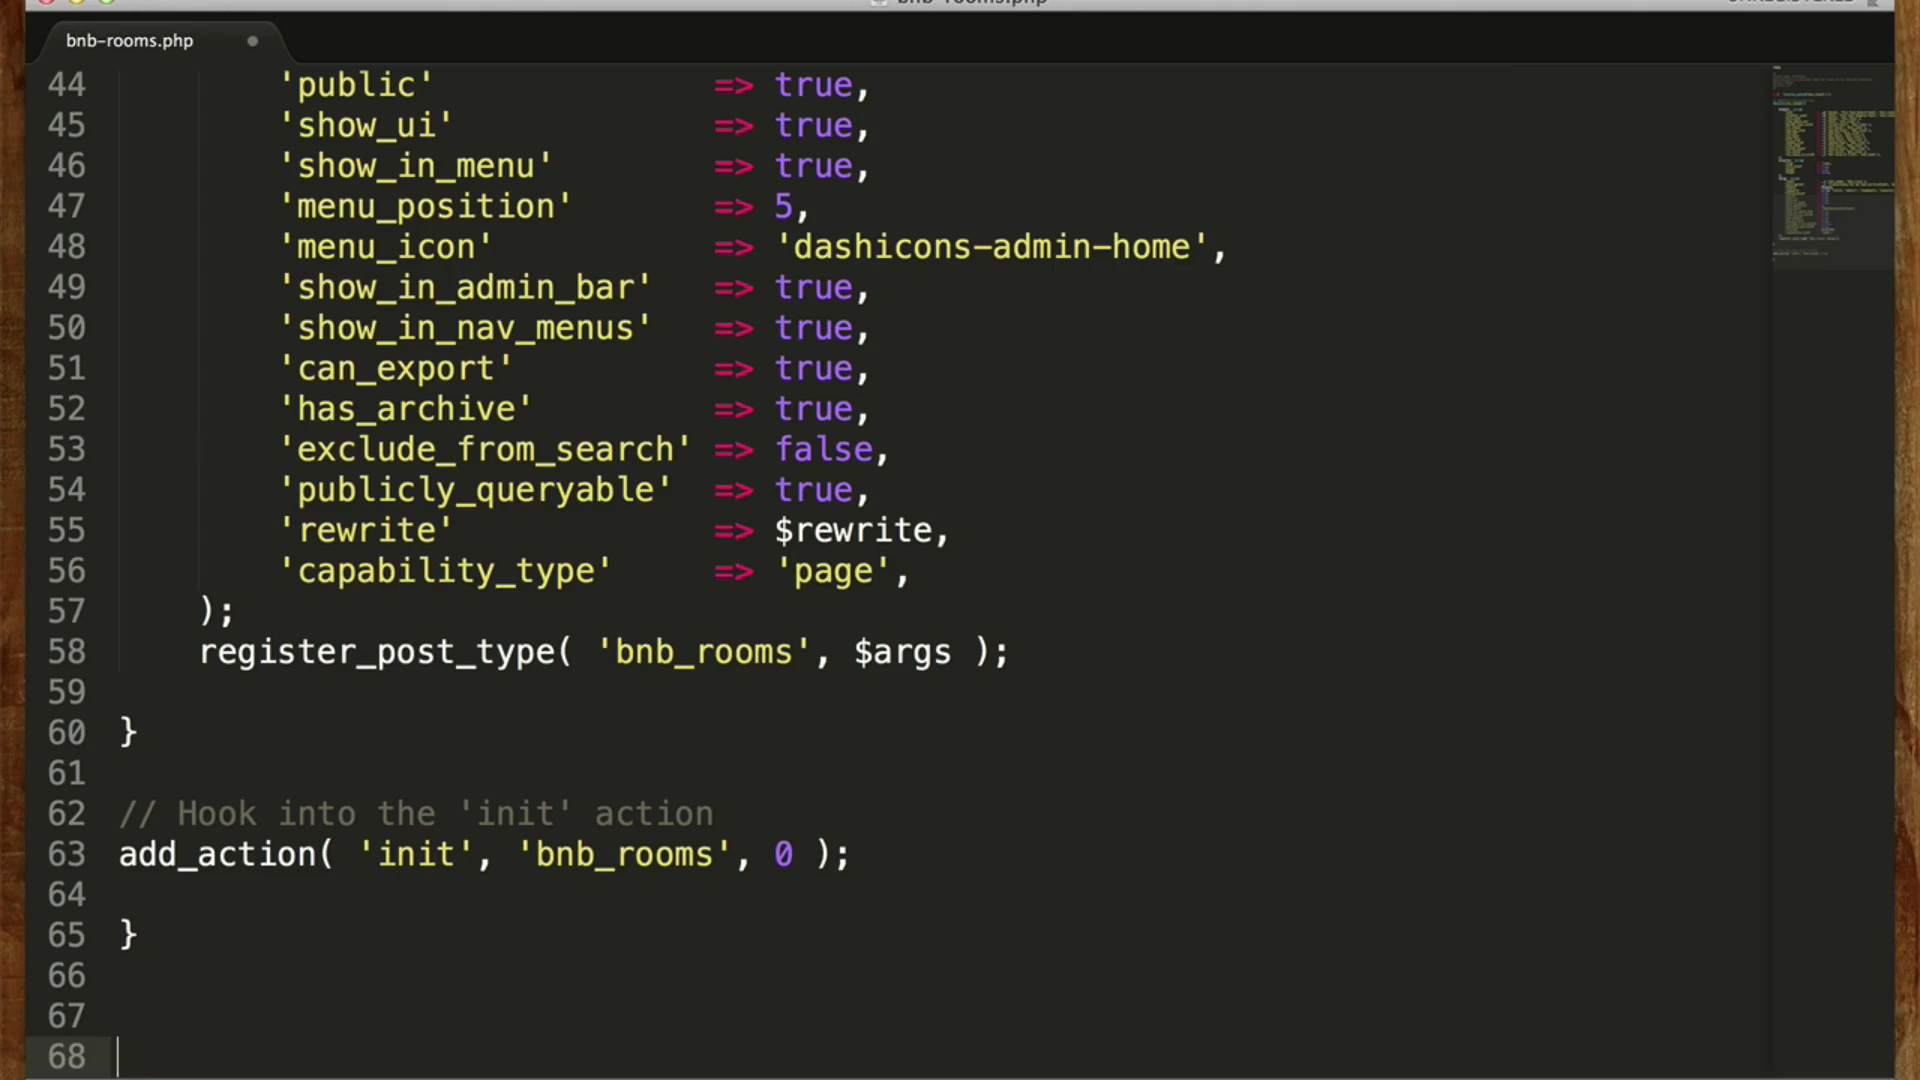 bnb-rooms.php
44 'public' => true,
45 'show_ui' => true,
46 'show_in_menu' => true,
47 'menu_position' => 5,
48 'menu_icon' => 'dashicons-admin-home',
49 'show_in_admin_bar' => true,
50 'show_in_nav_menus' => true,
51 'can_export' => true,
52 'has_archive' => true,
53 'exclude_from_search' => false,
54 'publicly_queryable' => true,
55 'rewrite' => $rewrite,
56 'capability_type' => 'page',
57 );
58 register_post_type( 'bnb_rooms', $args );
59
60 }
61
62 // Hook into the 'init' action
63 add_action( 'init', 'bnb_rooms', 0 );
64
65 }
66
67
68